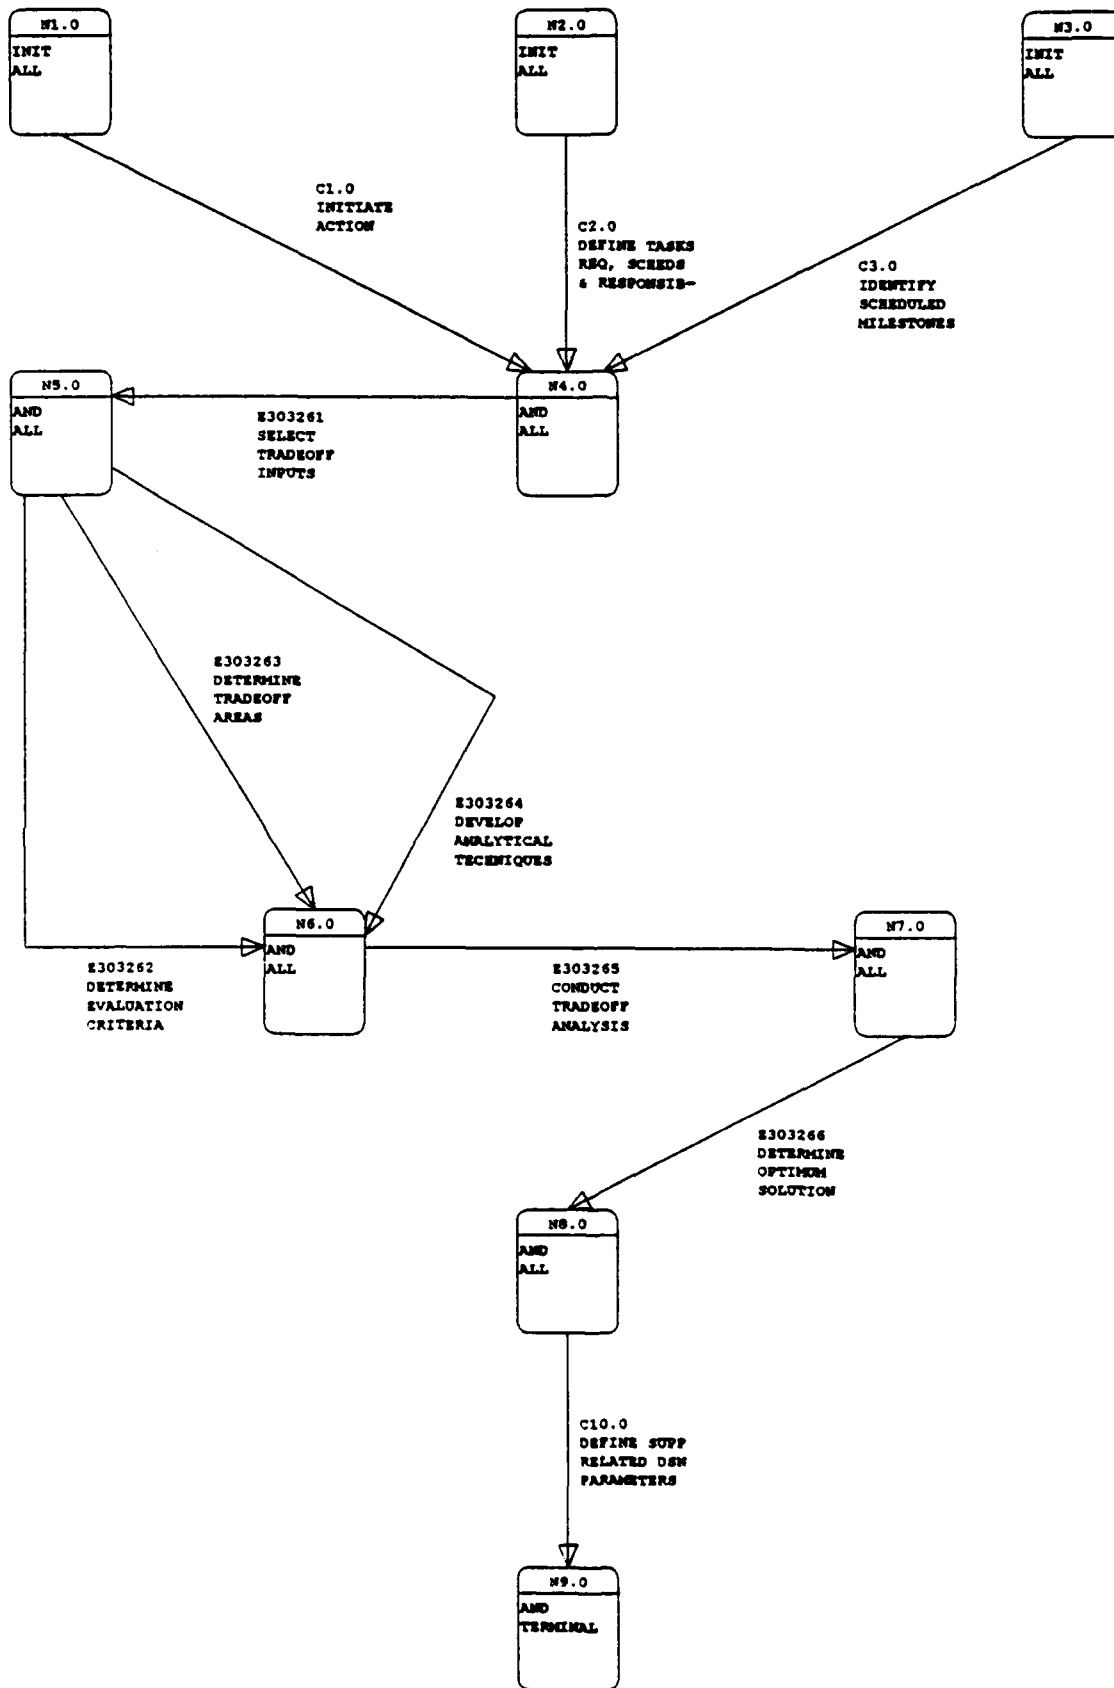 N1.0
INIT
ALL
N2.0
INIT
ALL
N3.0
INIT
ALL
C1.0
INITIATE
ACTION
C2.0
DEFINE TASKS
REQ, SCHEDS
& RESPONSIB-
C3.0
IDENTIFY
SCHEDULED
MILESTONES
N5.0
AND
ALL
E303261
SELECT
TRADEOFF
INPUTS
N4.0
AND
ALL
E303263
DETERMINE
TRADEOFF
AREAS
E303264
DEVELOP
ANALYTICAL
TECHNIQUES
E303262
DETERMINE
EVALUATION
CRITERIA
N6.0
AND
ALL
E303265
CONDUCT
TRADEOFF
ANALYSIS
N7.0
AND
ALL
E303266
DETERMINE
OPTIMUM
SOLUTION
N8.0
AND
ALL
C10.0
DEFINE SUPP
RELATED DSN
PARAMETERS
N9.0
AND
TERMINAL